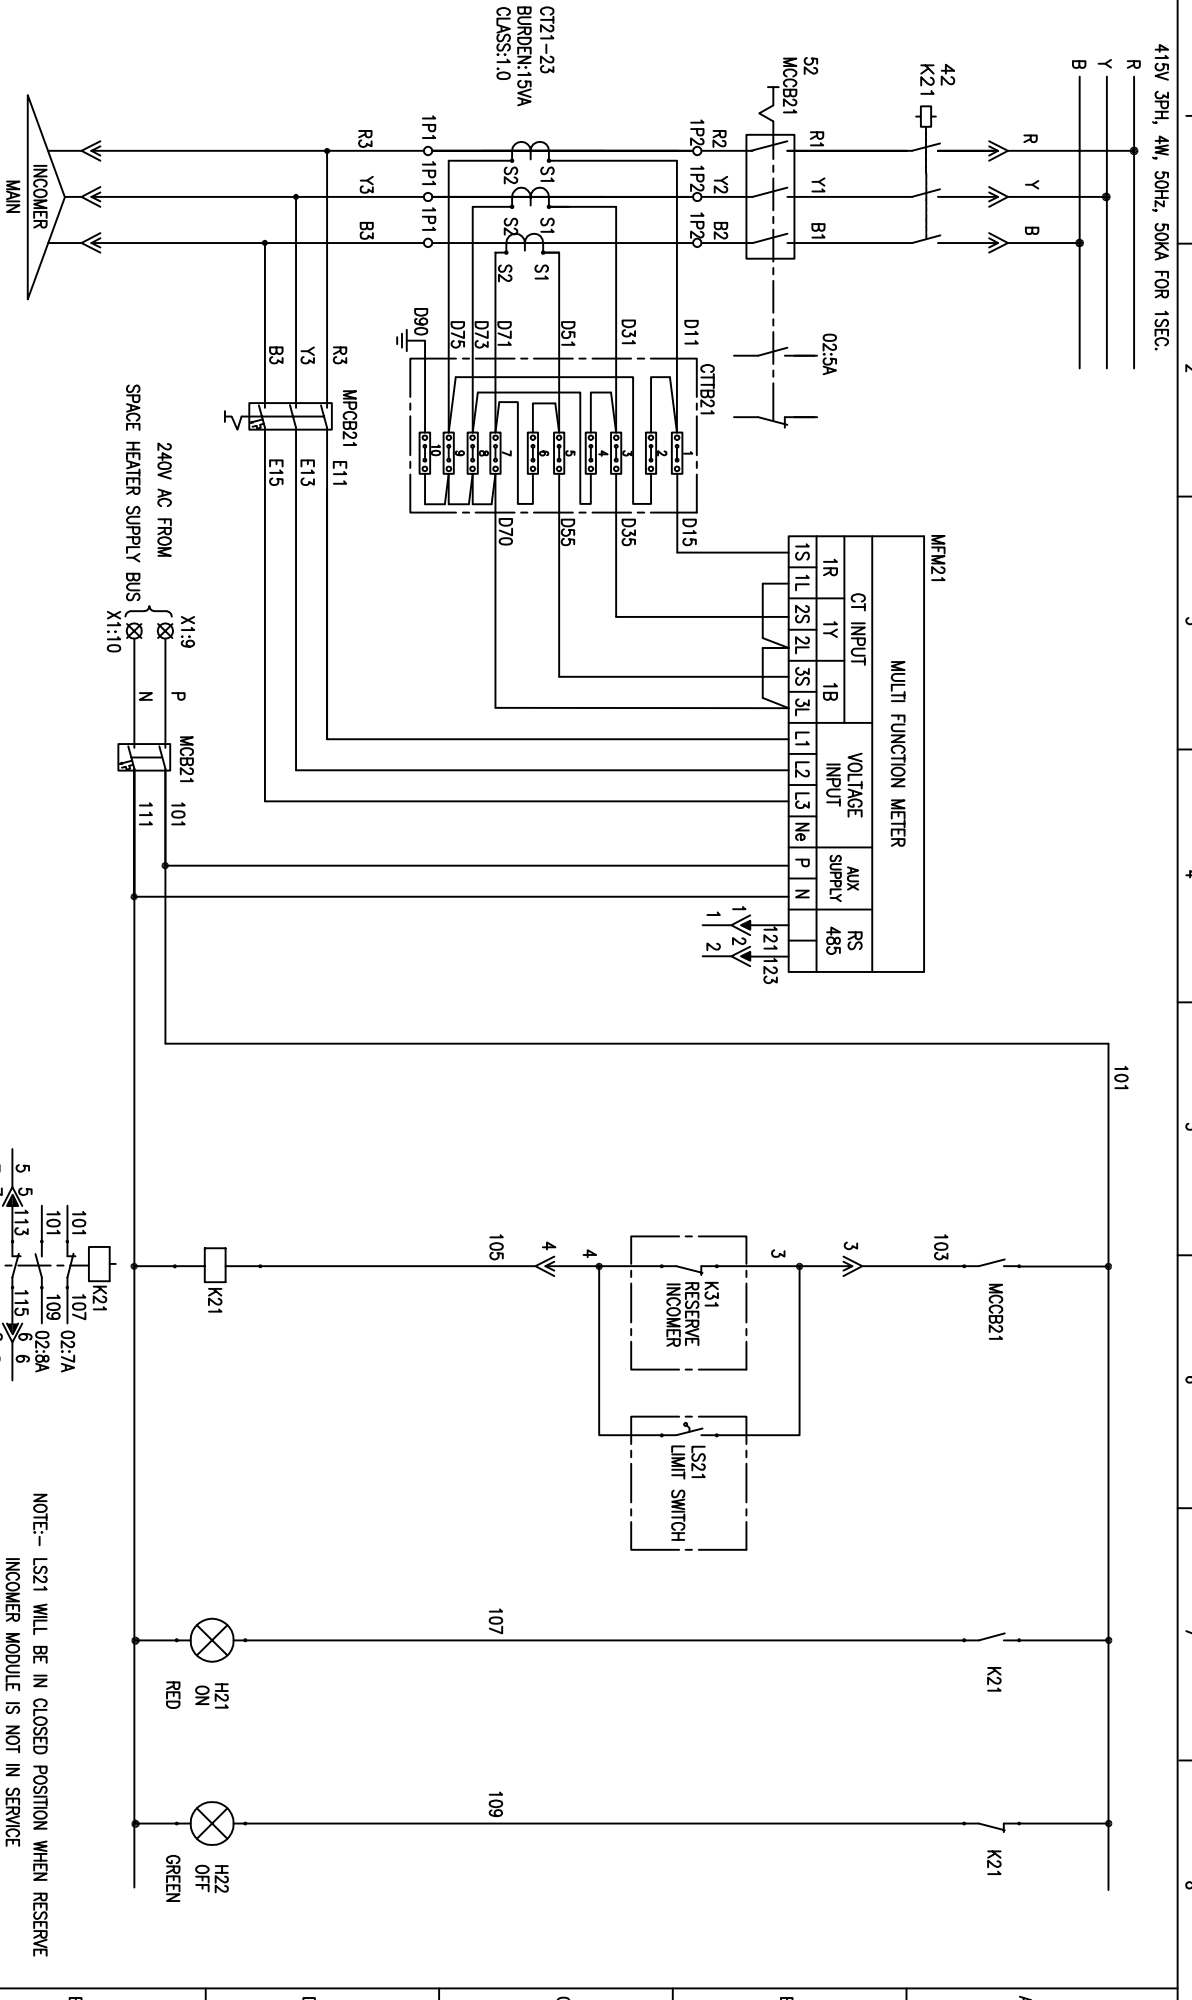 415V 3PH, 4W, 50Hz, 50KA FOR 1SEC.
1
2
3
4
5
6
7
8
R
Y
B
42
K21
R
Y
B
52
MCCB21
R1
Y1
B1
02:5A
R2
Y2
B2
1P2
1P2
1P2
CT21-23
BURDEN:15VA
CLASS:1.0
S1
S2
S1
S2
S1
S2
1P1
1P1
1P1
R3
Y3
B3
INCOMER
MAIN
D11
D31
D51
D71
D73
D75
D90
CTTB21
1
2
3
4
5
6
7
8
9
10
D15
D35
D55
D70
R3
Y3
B3
MPCB21
E11
E13
E15
MFM21
MULTI FUNCTION METER
CT INPUT
VOLTAGE
INPUT
AUX
SUPPLY
RS
485
1R
1Y
1B
1S
1L
2S
2L
3S
3L
L1
L2
L3
Ne
P
N
121
123
1
2
1
2
240V AC FROM
SPACE HEATER SUPPLY BUS
X1:9
X1:10
P
N
MCB21
101
111
101
MCCB21
103
3
3
K31
RESERVE
INCOMER
LS21
LIMIT SWITCH
4
4
105
K21
K21
107
H21
ON
RED
K21
109
H22
OFF
GREEN
K21
101
107
02:7A
101
109
02:8A
5
5
113
115
6
6
NOTE:- LS21 WILL BE IN CLOSED POSITION WHEN RESERVE
INCOMER MODULE IS NOT IN SERVICE